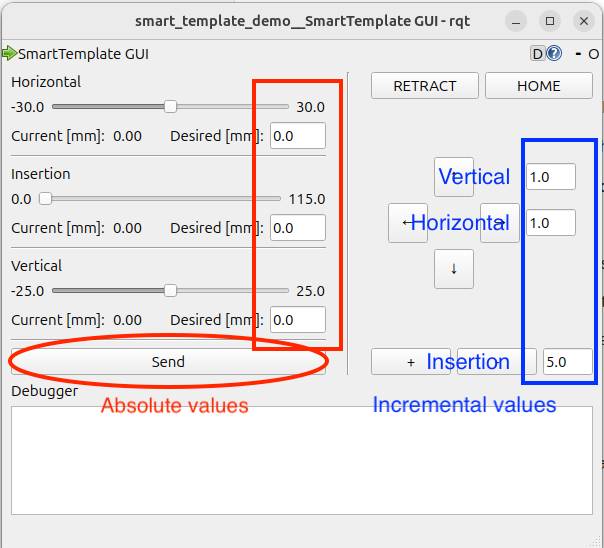 smart_template_demo__SmartTemplate GUI - rqt
SmartTemplate GUI
D ? - O
Horizontal
-30.0 30.0
Current [mm]: 0.00 Desired [mm]: 0.0
Insertion
0.0 115.0
Current [mm]: 0.00 Desired [mm]: 0.0
Vertical
-25.0 25.0
Current [mm]: 0.00 Desired [mm]: 0.0
Send
Absolute values
RETRACT HOME
↑ Vertical 1.0
← Horizontal → 1.0
↓
+ Insertion - 5.0
Incremental values
Debugger